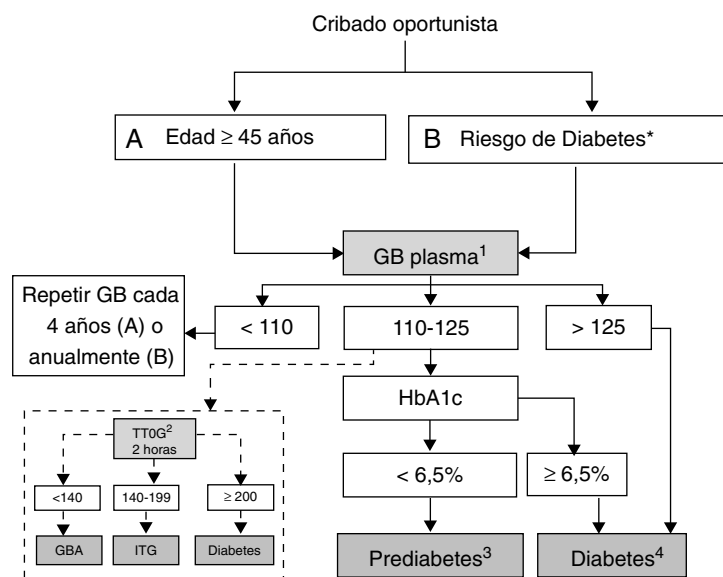 Cribado oportunista
A Edad ≥ 45 años
B Riesgo de Diabetes*
GB plasma¹
Repetir GB cada
4 años (A) o
anualmente (B)
< 110
110-125
> 125
HbA1c
TT0G²
2 horas
< 6,5%
≥ 6,5%
<140
140-199
≥ 200
GBA
ITG
Diabetes
Prediabetes³
Diabetes⁴